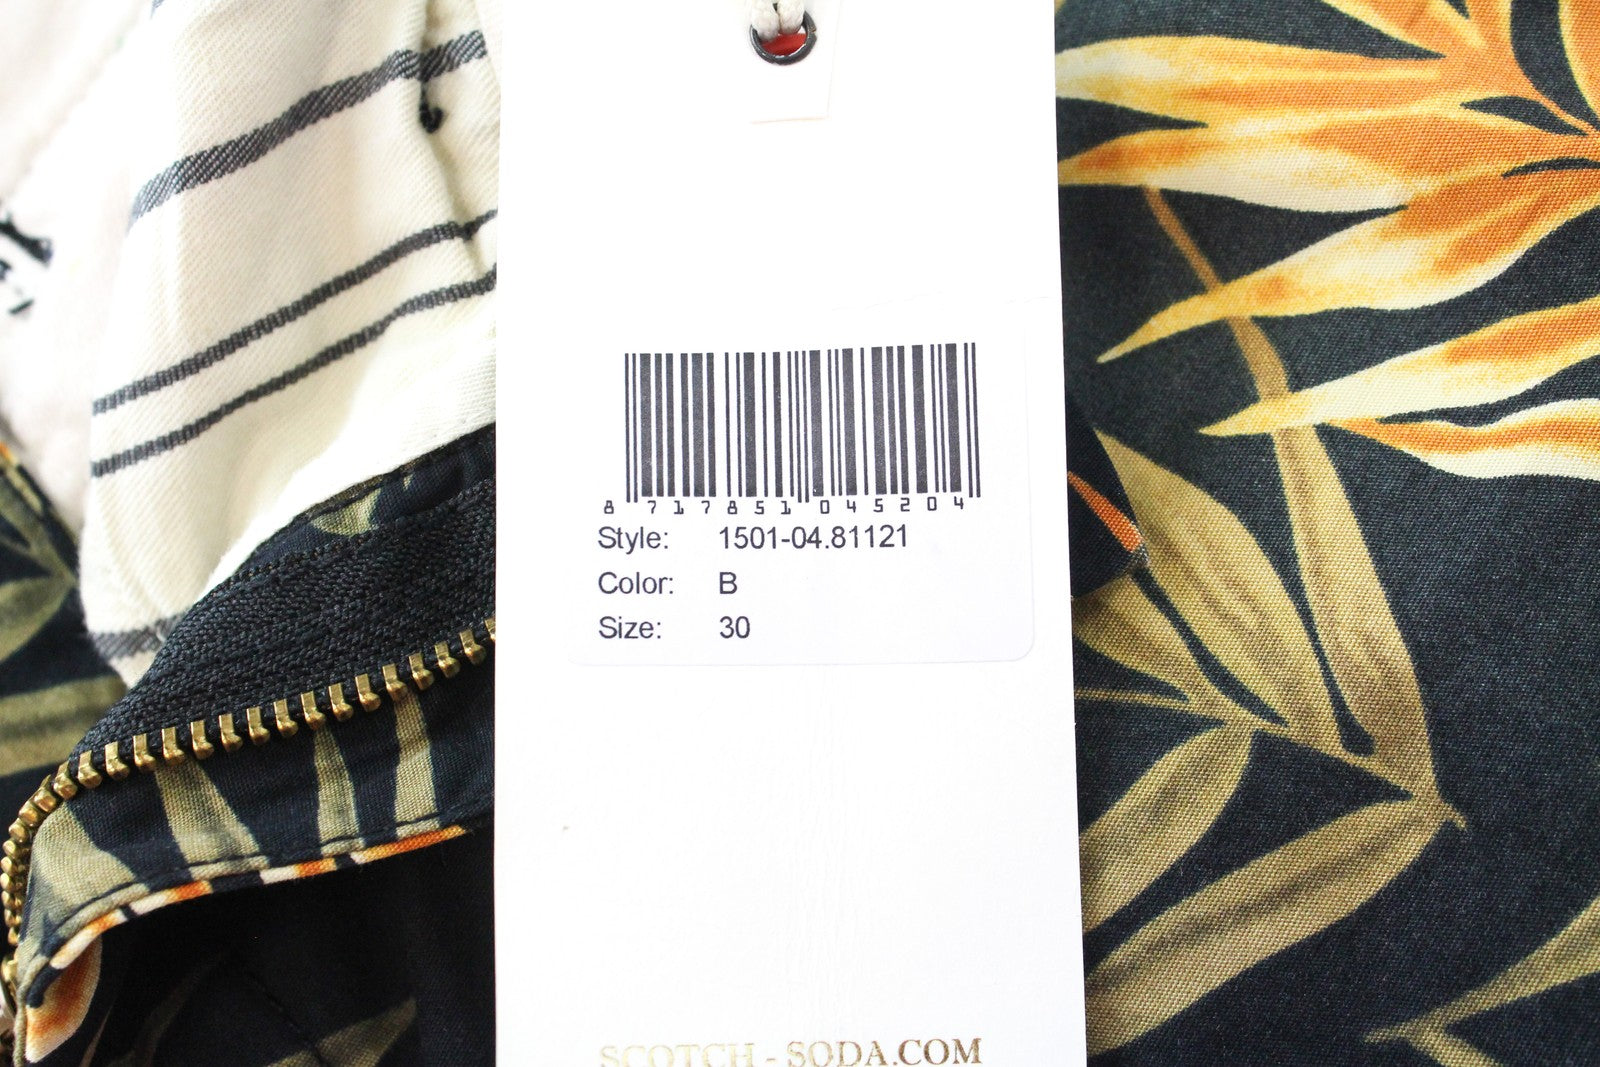 8 717851 045204
Style: 1501-04.81121
Color: B
Size: 30
SCOTCH - SODA.COM